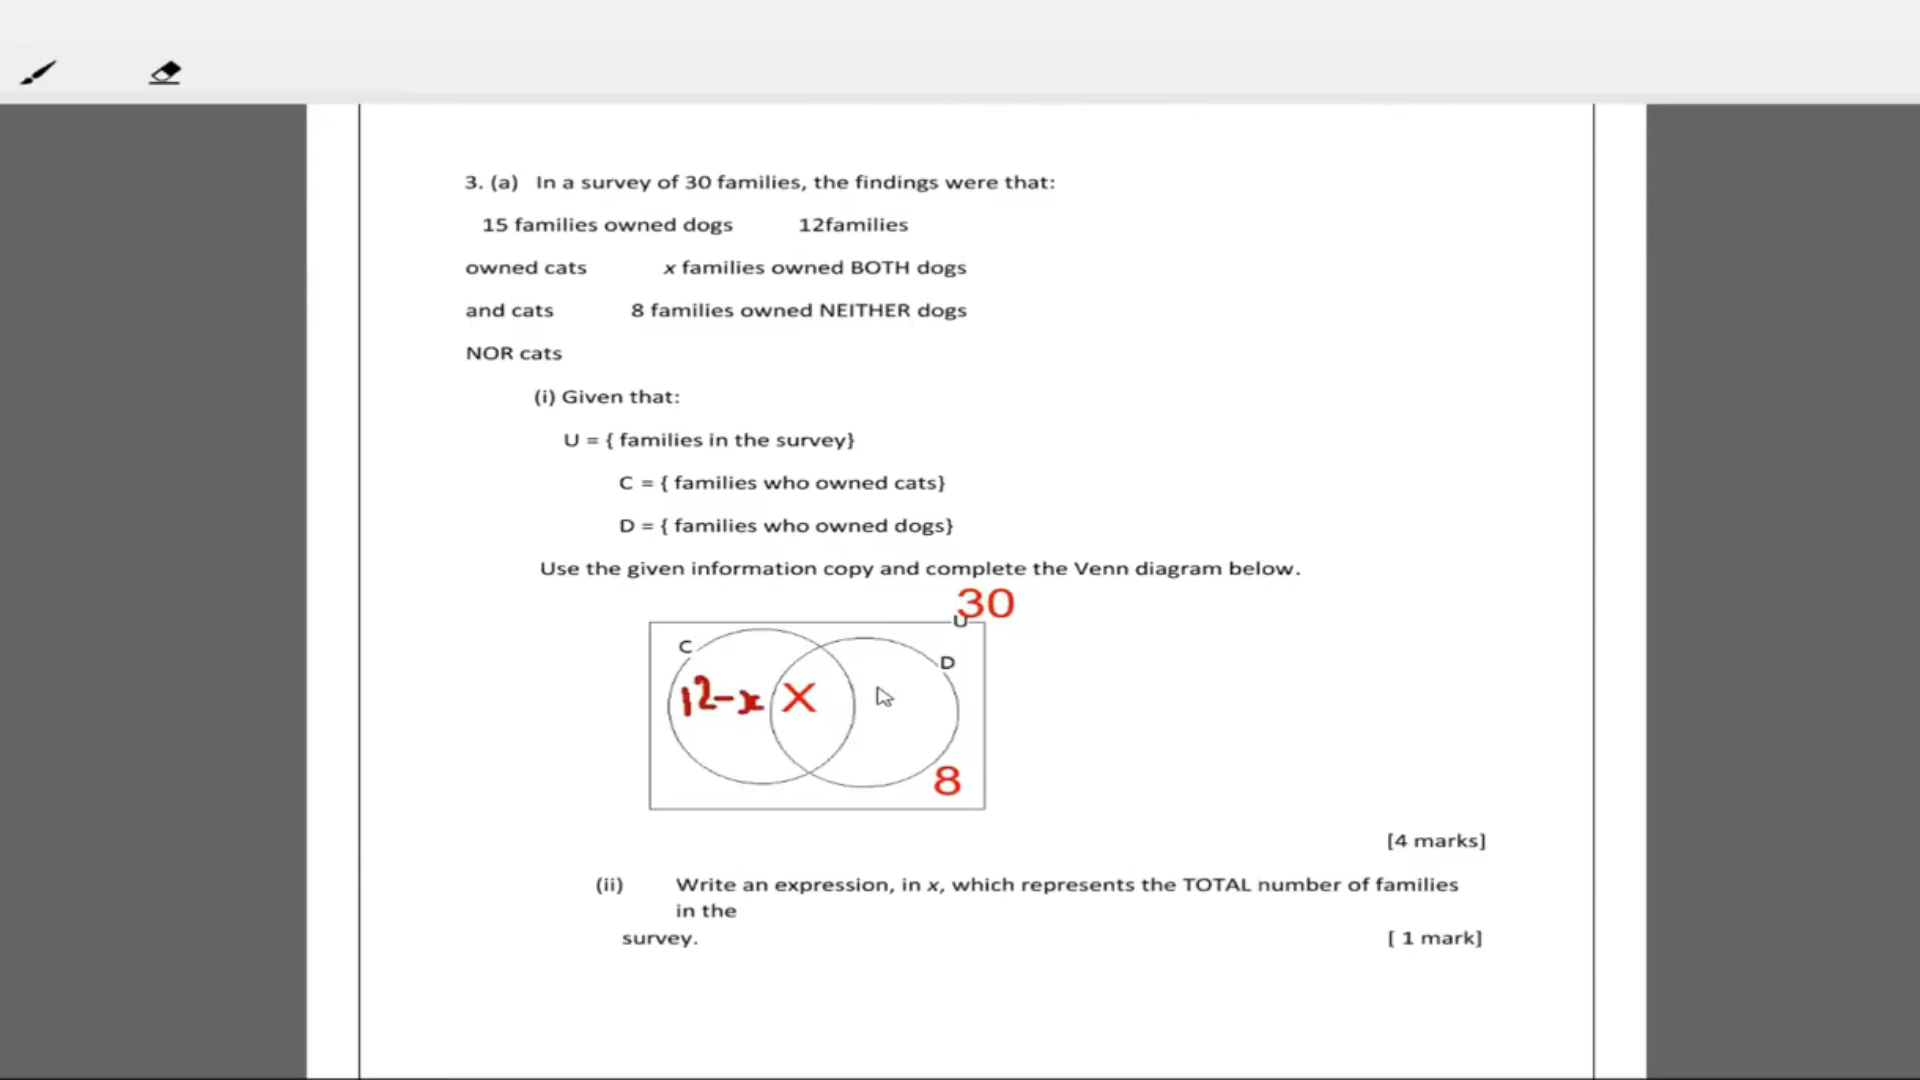 3. (a) In a survey of 30 families, the findings were that:
15 families owned dogs 12families
owned cats x families owned BOTH dogs
and cats 8 families owned NEITHER dogs
NOR cats
(i) Given that:
U = { families in the survey}
C = { families who owned cats}
D = { families who owned dogs}
Use the given information copy and complete the Venn diagram below.
30
U
C
D
12-x X
8
[4 marks]
(ii) Write an expression, in x, which represents the TOTAL number of families
in the
survey. [ 1 mark]